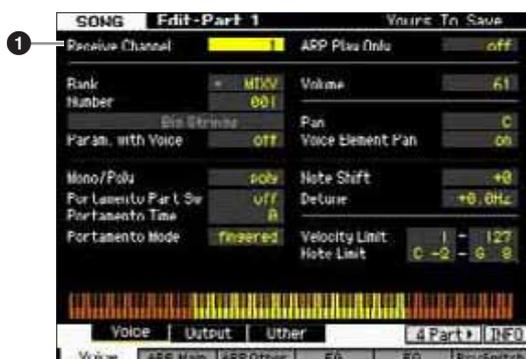 SONG Edit-Part 1 Yours To Save
1
Receive Channel 1 ARP Play Only off
Bank MIXV Volume 61
Number 001
Big Strings Pan C
Param. with Voice off Voice Element Pan on
Mono/Poly poly Note Shift +0
Portamento Part Sw off Detune +0.0Hz
Portamento Time 0
Portamento Mode fingered Velocity Limit 1 - 127
Note Limit C -2 - G 8
Voice Output Other 4 Part INFO
Voice ARP Main ARP Other EG EQ